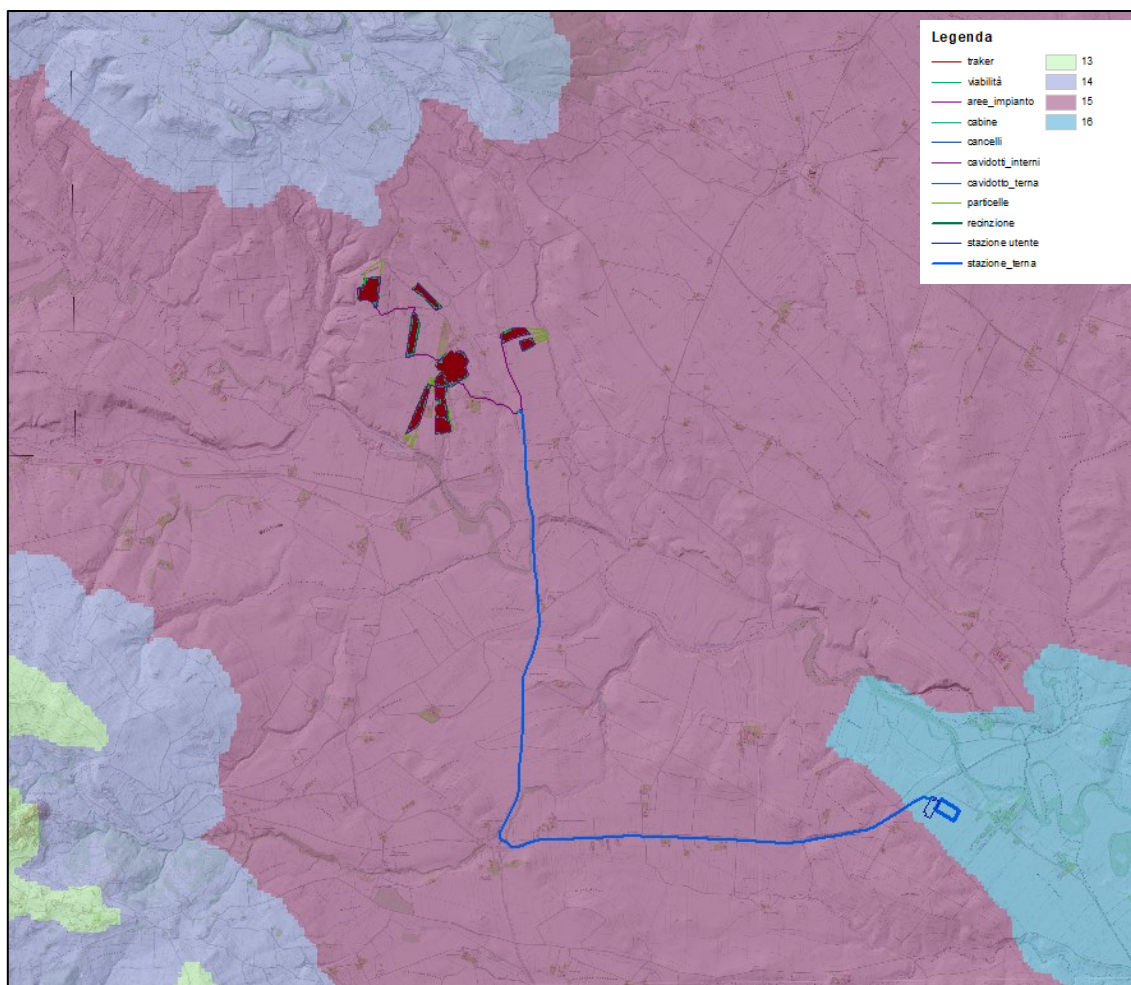 Legenda
traker
viabilità
aree_impianto
cabine
cancelli
cavidotti_interni
cavidotto_terna
particelle
recinzione
stazione utente
stazione_terna
13
14
15
16